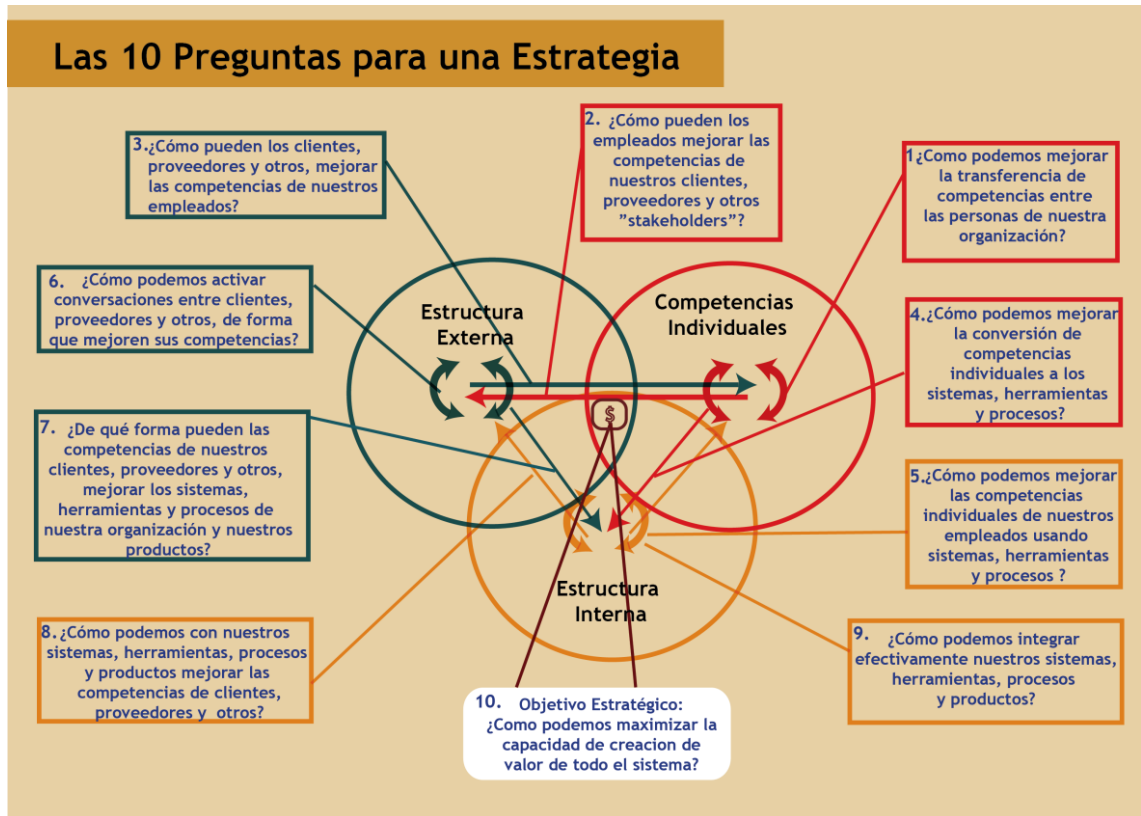 Las 10 Preguntas para una Estrategia
3.¿Cómo pueden los clientes,
proveedores y otros, mejorar
las competencias de nuestros
empleados?
2. ¿Cómo pueden los
empleados mejorar las
competencias de
nuestros clientes,
proveedores y otros
”stakeholders”?
1¿Como podemos mejorar
la transferencia de
competencias entre
las personas de nuestra
organización?
6. ¿Cómo podemos activar
conversaciones entre clientes,
proveedores y otros, de forma
que mejoren sus competencias?
Estructura
Externa
Competencias
Individuales
4.¿Cómo podemos mejorar
la conversión de
competencias
individuales a los
sistemas, herramientas
y procesos?
$
7. ¿De qué forma pueden las
competencias de nuestros
clientes, proveedores y otros,
mejorar los sistemas,
herramientas y procesos de
nuestra organización y nuestros
productos?
5.¿Cómo podemos mejorar
las competencias
individuales de nuestros
empleados usando
sistemas, herramientas
y procesos ?
Estructura
Interna
8.¿Cómo podemos con nuestros
sistemas, herramientas, procesos
y productos mejorar las
competencias de clientes,
proveedores y otros?
9. ¿Cómo podemos integrar
efectivamente nuestros sistemas,
herramientas, procesos
y productos?
10. Objetivo Estratégico:
¿Como podemos maximizar la
capacidad de creacion de
valor de todo el sistema?